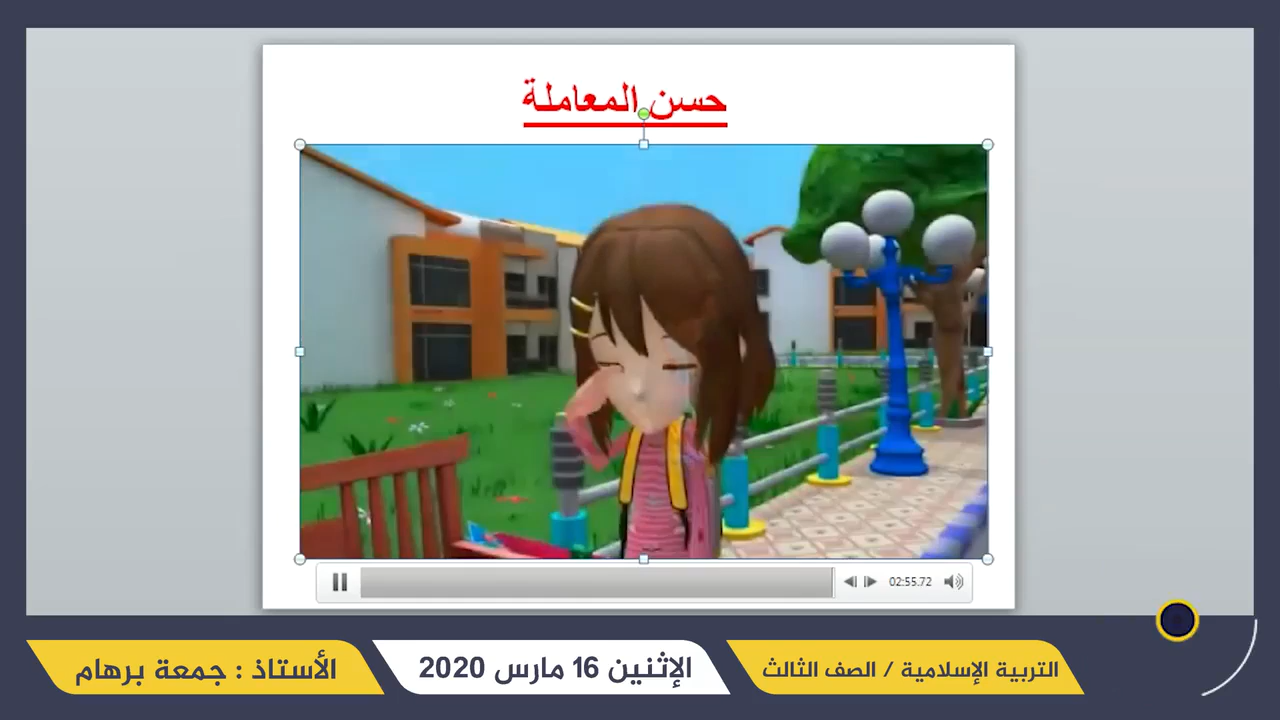 حسن المعاملة
02:55.72
التربية الإسلامية / الصف الثالث
الإثنين 16 مارس 2020
الأستاذ : جمعة برهام